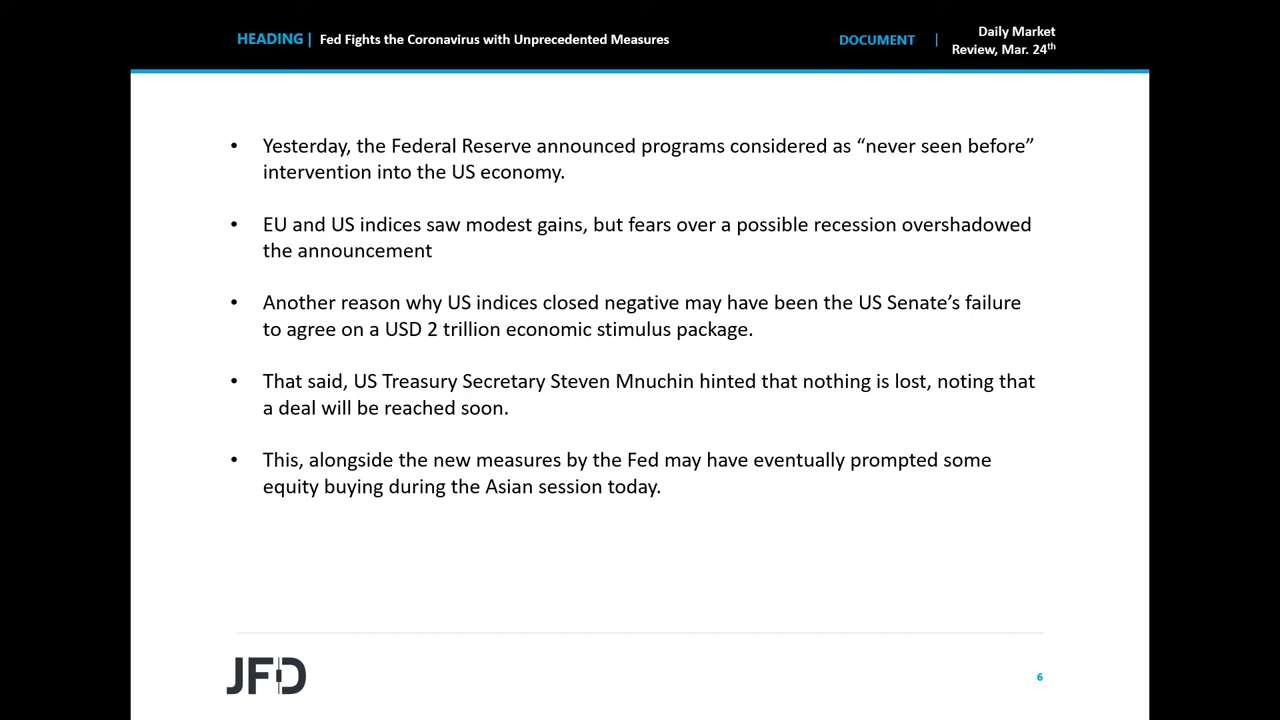 HEADING | Fed Fights the Coronavirus with Unprecedented Measures
DOCUMENT | Daily Market
Review, Mar. 24th
• Yesterday, the Federal Reserve announced programs considered as “never seen before”
intervention into the US economy.
• EU and US indices saw modest gains, but fears over a possible recession overshadowed
the announcement
• Another reason why US indices closed negative may have been the US Senate’s failure
to agree on a USD 2 trillion economic stimulus package.
• That said, US Treasury Secretary Steven Mnuchin hinted that nothing is lost, noting that
a deal will be reached soon.
• This, alongside the new measures by the Fed may have eventually prompted some
equity buying during the Asian session today.
JFD
6